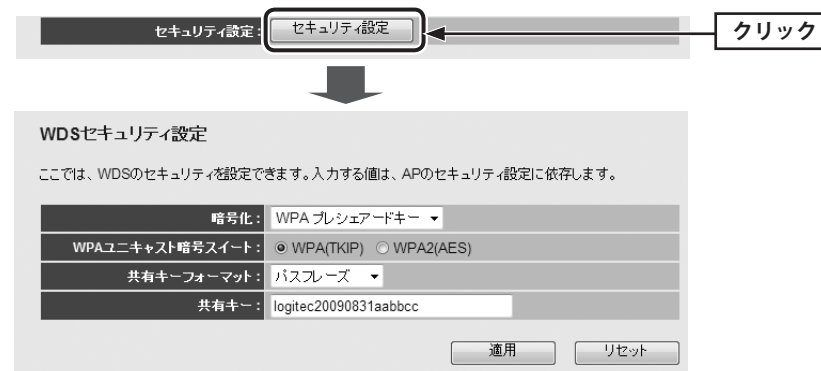 セキュリティ設定： セキュリティ設定 クリック
WDSセキュリティ設定
ここでは、WDSのセキュリティを設定できます。入力する値は、APのセキュリティ設定に依存します。
暗号化： WPA プレシェアードキー
WPAユニキャスト暗号スイート： WPA(TKIP) WPA2(AES)
共有キーフォーマット： パスフレーズ
共有キー： logitec20090831aabbcc
適用 リセット